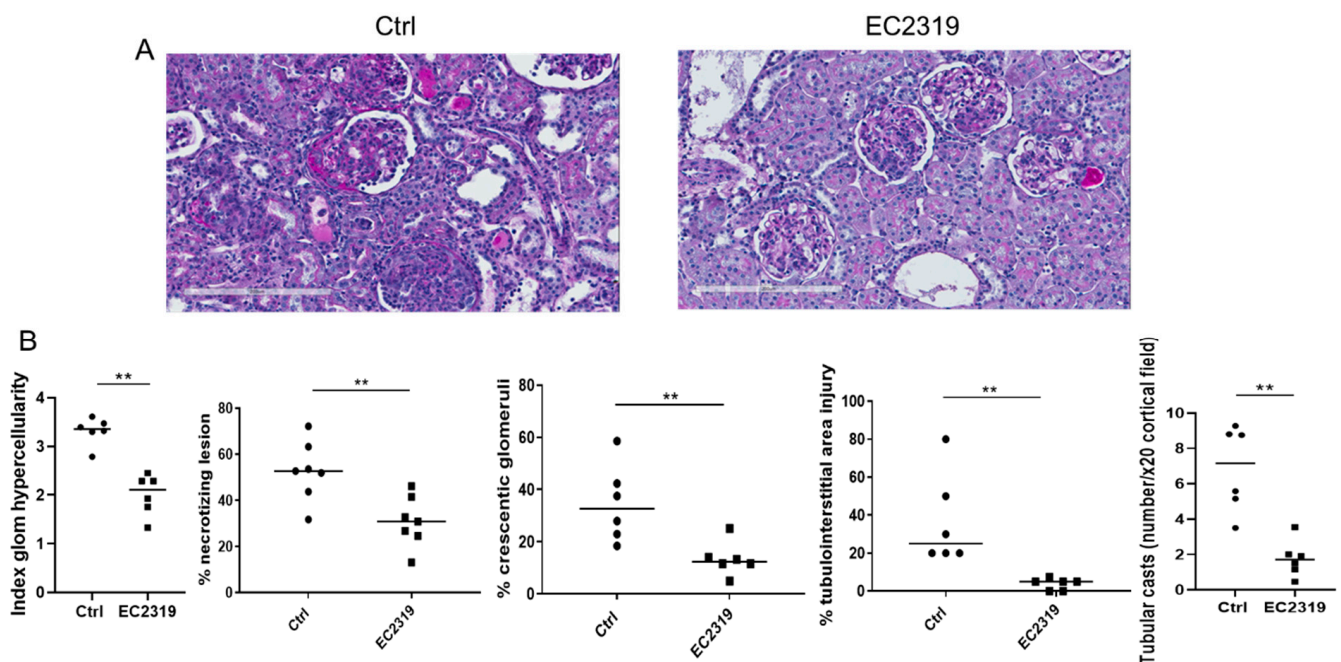 Ctrl
EC2319
A
B
Index glom hypercellularity
**
4
3
2
1
0
Ctrl
EC2319
% necrotizing lesion
**
80
60
40
20
0
Ctrl
EC2319
% crescentic glomeruli
**
80
60
40
20
0
Ctrl
EC2319
% tubulointerstitial area injury
**
100
80
60
40
20
0
Ctrl
EC2319
Tubular casts (number/x20 cortical field)
**
10
8
6
4
2
0
Ctrl
EC2319